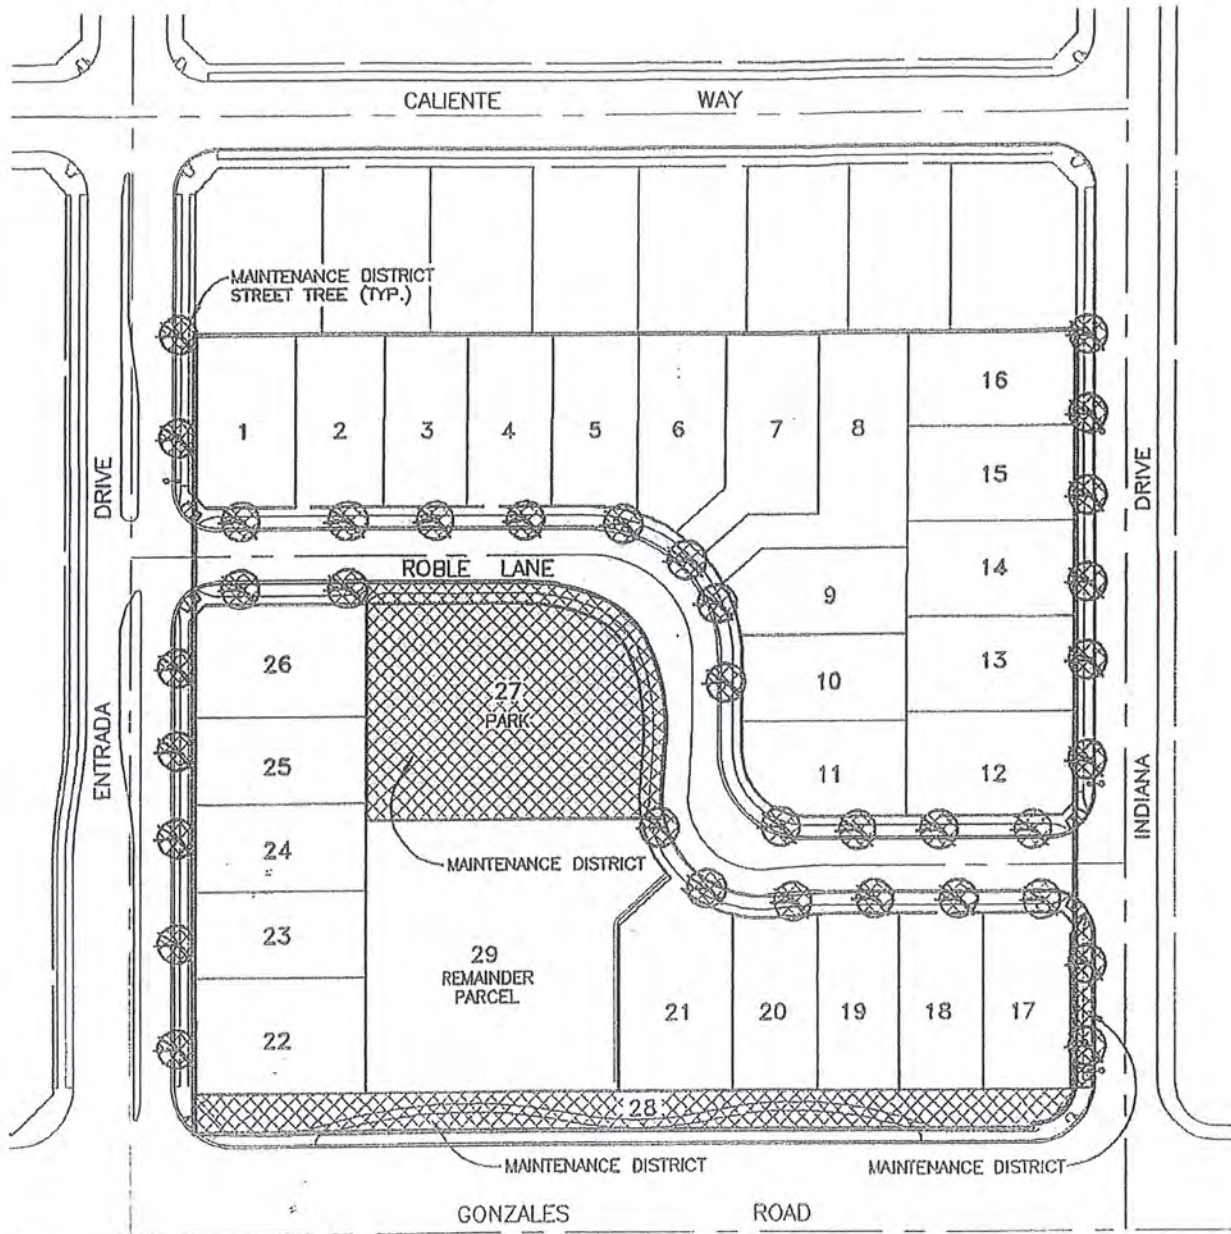 CALIENTE WAY
MAINTENANCE DISTRICT
STREET TREE (TYP.)
DRIVE
ENTRADA
1
2
3
4
5
6
7
8
16
15
14
13
12
DRIVE
INDIANA
ROBLE LANE
9
10
11
26
25
24
23
22
27
PARK
MAINTENANCE DISTRICT
29
REMAINDER
PARCEL
21
20
19
18
17
28
MAINTENANCE DISTRICT
MAINTENANCE DISTRICT
GONZALES ROAD